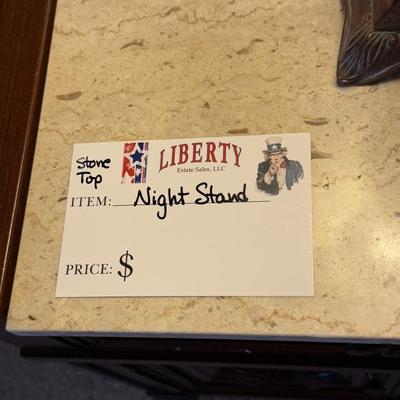 Stone
Top
LIBERTY
Estate Sales, LLC
ITEM: Night Stand
PRICE: $